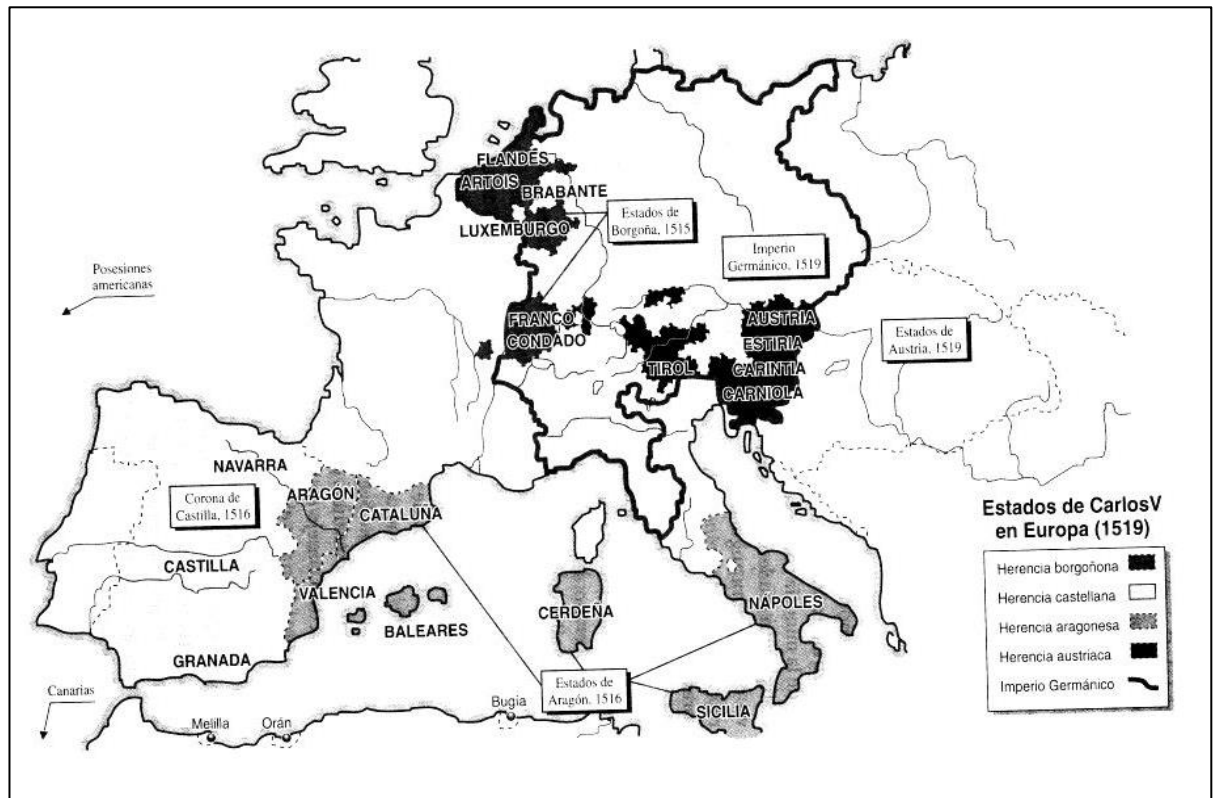 FLANDÉS
ARTOIS
BRABANTE
LUXEMBURGO
Estados de
Borgoña, 1515
Imperio
Germánico, 1519
Posesiones
americanas
FRANCO
CONDADO
AUSTRIA
ESTIRIA
TIROL
CARINTIA
CARNIOLA
Estados de
Austria, 1519
NAVARRA
Corona de
Castilla, 1516
ARAGÓN
CATALUÑA
CASTILLA
VALENCIA
BALEARES
GRANADA
CERDEÑA
NÁPOLES
Estados de
Aragón, 1516
SICILIA
Canarias
Melilla
Orán
Bugía
Estados de CarlosV
en Europa (1519)
Herencia borgoñona
Herencia castellana
Herencia aragonesa
Herencia austriaca
Imperio Germánico